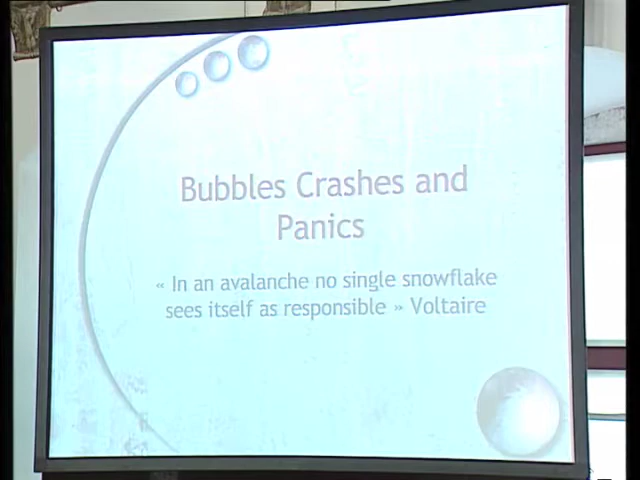 Bubbles Crashes and
Panics
« In an avalanche no single snowflake
sees itself as responsible » Voltaire